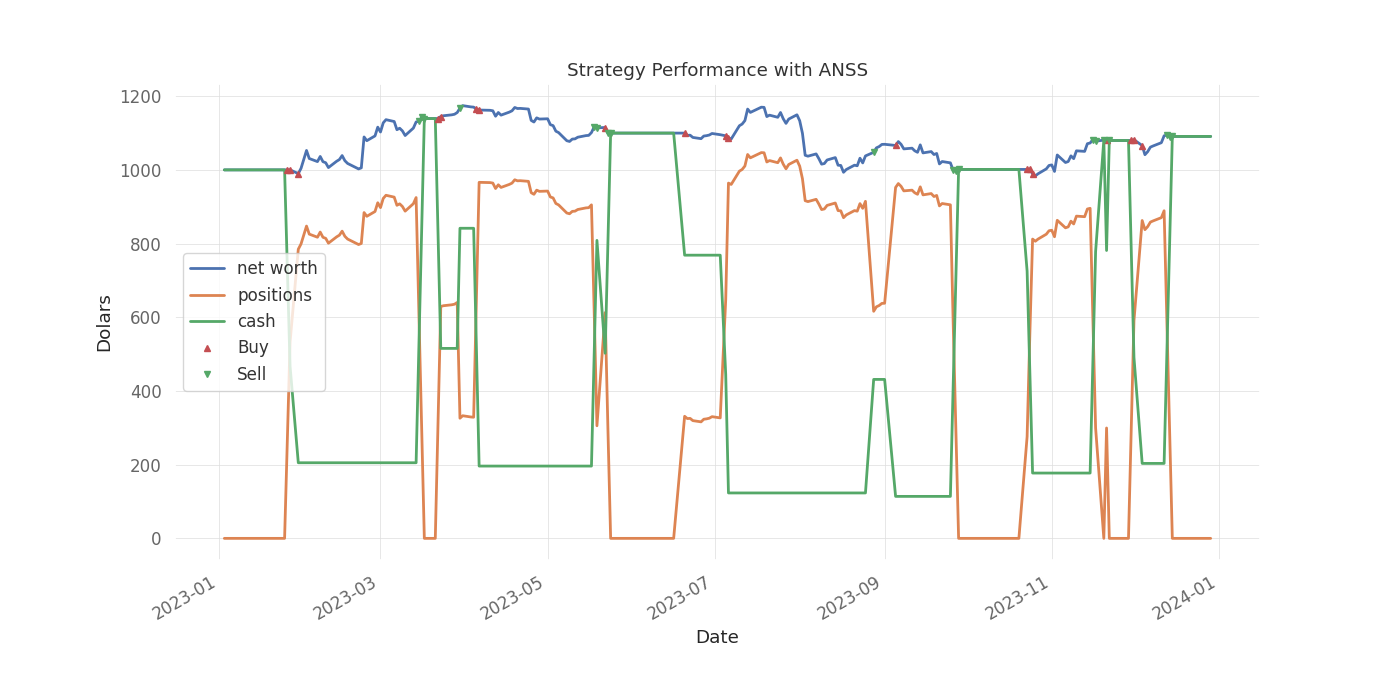 Strategy Performance with ANSS
1200
1000
800
600
400
200
0
Dolars
net worth
positions
cash
Buy
Sell
2023-01
2023-03
2023-05
2023-07
2023-09
2023-11
2024-01
Date